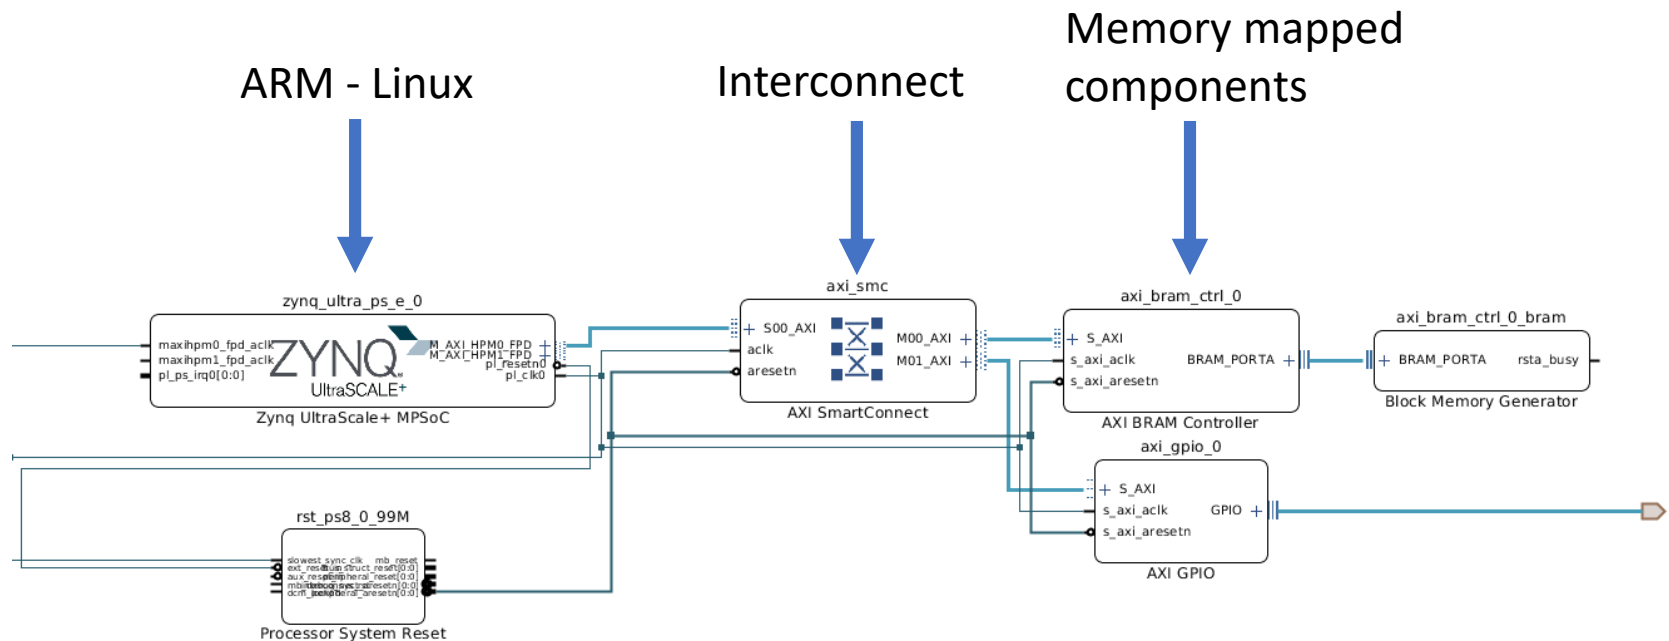 ARM - Linux
Interconnect
Memory mapped
components
zynq_ultra_ps_e_0
maxihpm0_fpd_aclk
maxihpm1_fpd_aclk
pl_ps_irq0[0:0]
ZYNQ
UltraSCALE+
M_AXI_HPM0_FPD
M_AXI_HPM1_FPD
pl_resetn0
pl_clk0
Zynq UltraScale+ MPSoC
axi_smc
S00_AXI
aclk
aresetn
M00_AXI
M01_AXI
AXI SmartConnect
axi_bram_ctrl_0
S_AXI
s_axi_aclk
s_axi_aresetn
BRAM_PORTA
AXI BRAM Controller
axi_bram_ctrl_0_bram
BRAM_PORTA
rsta_busy
Block Memory Generator
axi_gpio_0
S_AXI
s_axi_aclk
s_axi_aresetn
GPIO
AXI GPIO
rst_ps8_0_99M
slowest_sync_clk
mb_reset
Processor System Reset